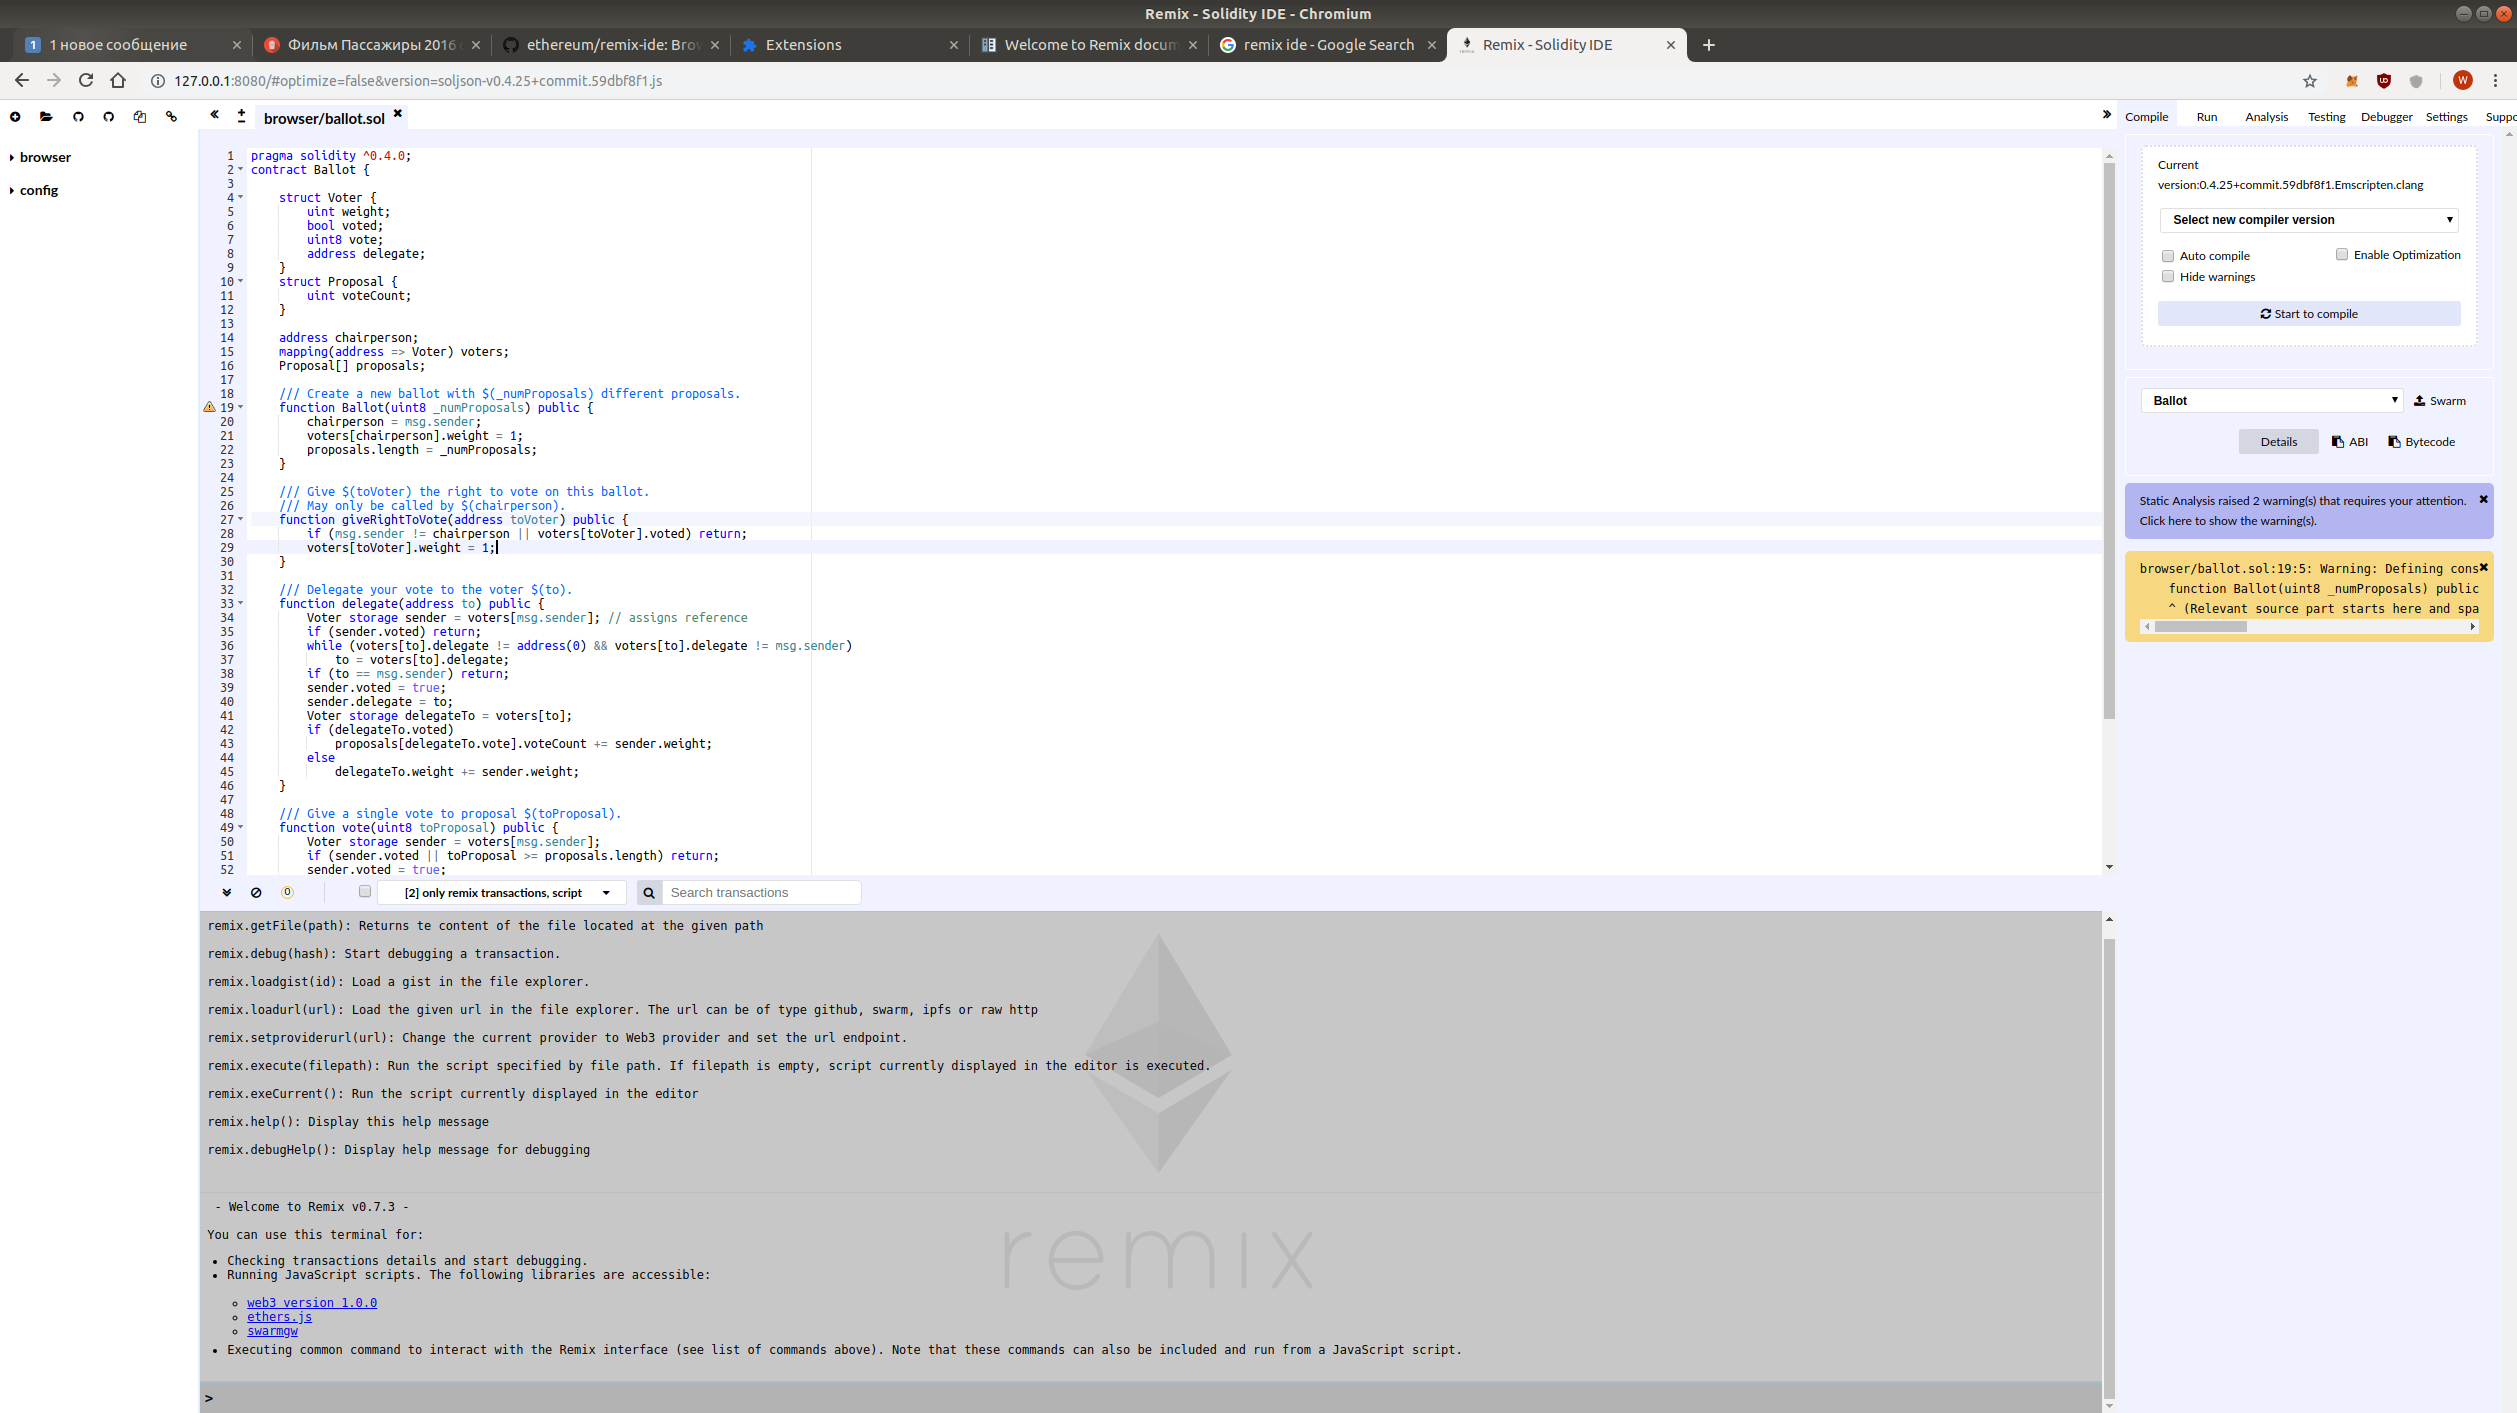 Remix - Solidity IDE - Chromium
1 новое сообщение
Фильм Пассажиры 2016
ethereum/remix-ide: Brow
Extensions
Welcome to Remix docum
remix ide - Google Search
Remix - Solidity IDE
127.0.0.1:8080/#optimize=false&version=soljson-v0.4.25+commit.59dbf8f1.js
W
browser
config
browser/ballot.sol
1 pragma solidity ^0.4.0;
2 contract Ballot {
3
4 struct Voter {
5 uint weight;
6 bool voted;
7 uint8 vote;
8 address delegate;
9 }
10 struct Proposal {
11 uint voteCount;
12 }
13
14 address chairperson;
15 mapping(address => Voter) voters;
16 Proposal[] proposals;
17
18 /// Create a new ballot with $(_numProposals) different proposals.
19 function Ballot(uint8 _numProposals) public {
20 chairperson = msg.sender;
21 voters[chairperson].weight = 1;
22 proposals.length = _numProposals;
23 }
24
25 /// Give $(toVoter) the right to vote on this ballot.
26 /// May only be called by $(chairperson).
27 function giveRightToVote(address toVoter) public {
28 if (msg.sender != chairperson || voters[toVoter].voted) return;
29 voters[toVoter].weight = 1;
30 }
31
32 /// Delegate your vote to the voter $(to).
33 function delegate(address to) public {
34 Voter storage sender = voters[msg.sender]; // assigns reference
35 if (sender.voted) return;
36 while (voters[to].delegate != address(0) && voters[to].delegate != msg.sender)
37 to = voters[to].delegate;
38 if (to == msg.sender) return;
39 sender.voted = true;
40 sender.delegate = to;
41 Voter storage delegateTo = voters[to];
42 if (delegateTo.voted)
43 proposals[delegateTo.vote].voteCount += sender.weight;
44 else
45 delegateTo.weight += sender.weight;
46 }
47
48 /// Give a single vote to proposal $(toProposal).
49 function vote(uint8 toProposal) public {
50 Voter storage sender = voters[msg.sender];
51 if (sender.voted || toProposal >= proposals.length) return;
52 sender.voted = true;
0
[2] only remix transactions, script
Search transactions
remix.getFile(path): Returns te content of the file located at the given path
remix.debug(hash): Start debugging a transaction.
remix.loadgist(id): Load a gist in the file explorer.
remix.loadurl(url): Load the given url in the file explorer. The url can be of type github, swarm, ipfs or raw http
remix.setproviderurl(url): Change the current provider to Web3 provider and set the url endpoint.
remix.execute(filepath): Run the script specified by file path. If filepath is empty, script currently displayed in the editor is executed.
remix.exeCurrent(): Run the script currently displayed in the editor
remix.help(): Display this help message
remix.debugHelp(): Display help message for debugging
- Welcome to Remix v0.7.3 -
You can use this terminal for:
Checking transactions details and start debugging.
Running JavaScript scripts. The following libraries are accessible:
web3 version 1.0.0
ethers.js
swarmgw
Executing common command to interact with the Remix interface (see list of commands above). Note that these commands can also be included and run from a JavaScript script.
remix
>
Compile Run Analysis Testing Debugger Settings Suppo
Current
version:0.4.25+commit.59dbf8f1.Emscripten.clang
Select new compiler version
Auto compile
Enable Optimization
Hide warnings
Start to compile
Ballot
Swarm
Details
ABI
Bytecode
Static Analysis raised 2 warning(s) that requires your attention.
Click here to show the warning(s).
browser/ballot.sol:19:5: Warning: Defining cons
function Ballot(uint8 _numProposals) public
^ (Relevant source part starts here and spa